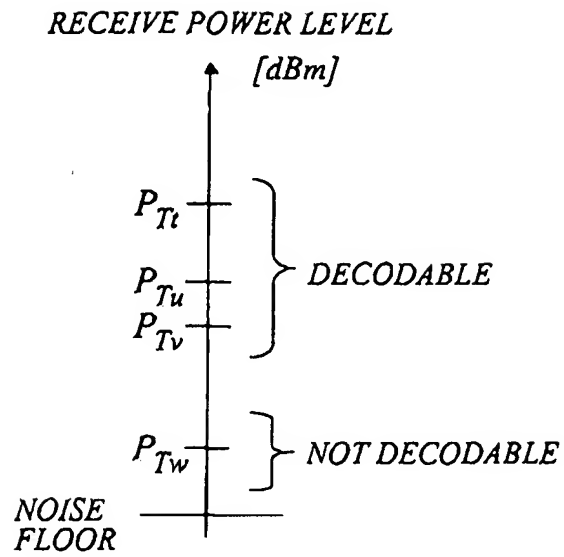 RECEIVE POWER LEVEL
[dBm]
P_Tt
DECODABLE
P_Tu
P_Tv
P_Tw
NOT DECODABLE
NOISE
FLOOR